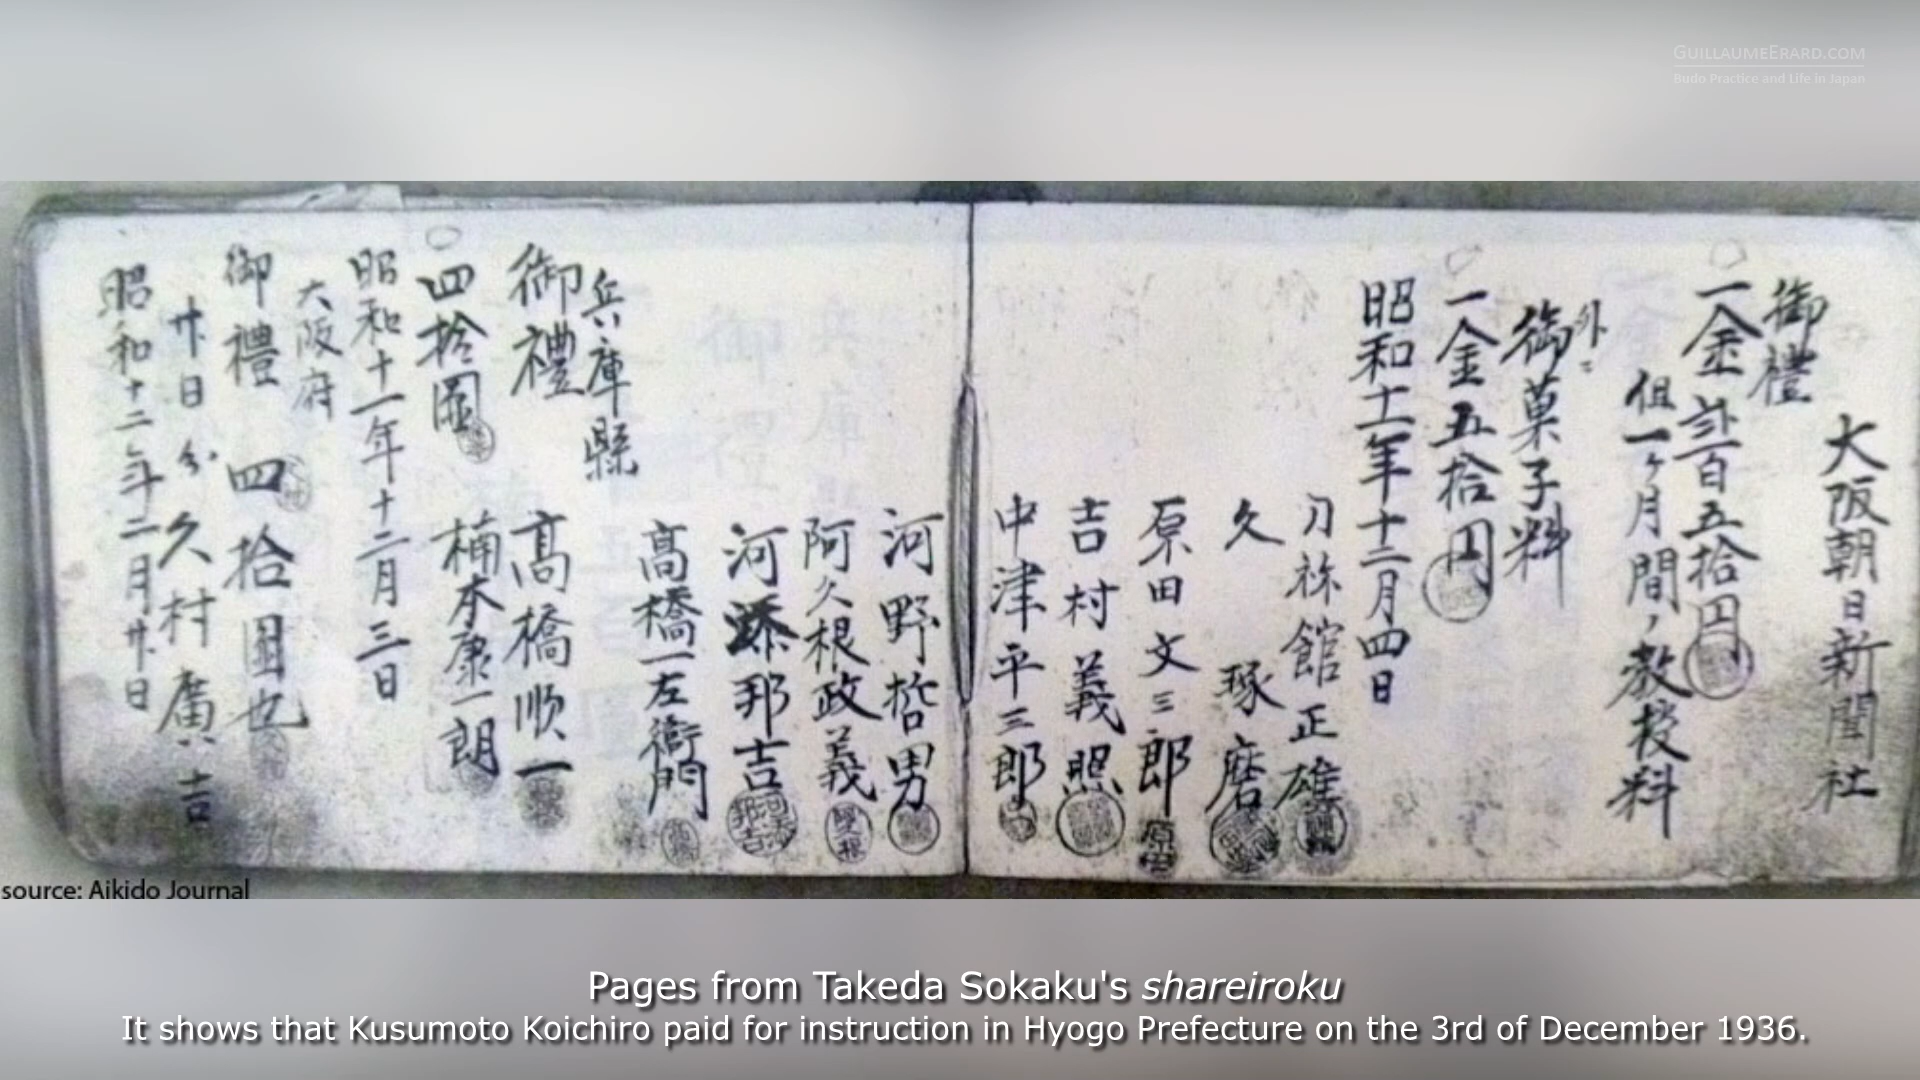 GUILLAUMEERARD.COM
Budo Practice and Life in Japan
大阪朝日新聞社
御禮
一金弐百五拾円
但一ヶ月間ノ教授料
外ニ
御菓子料
一金五拾円
昭和十一年十二月四日
刀祢館正雄
久琢磨
原田文三郎
吉村義照
中津平三郎
河野哲男
阿久根政義
河添邦吉
高橋一左衛門
兵庫縣
御禮 高橋順一
四拾圓 楠本康一朗
昭和十一年十二月三日
大阪府
御禮 四拾圓也
廿日分 久村廣吉
昭和十二年二月廿日
source: Aikido Journal
Pages from Takeda Sokaku's shareiroku
It shows that Kusumoto Koichiro paid for instruction in Hyogo Prefecture on the 3rd of December 1936.